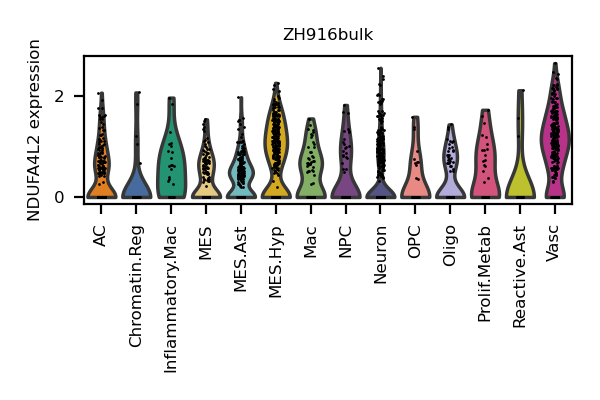 ZH916bulk
NDUFA4L2 expression
2
0
AC
Chromatin.Reg
Inflammatory.Mac
MES
MES.Ast
MES.Hyp
Mac
NPC
Neuron
OPC
Oligo
Prolif.Metab
Reactive.Ast
Vasc